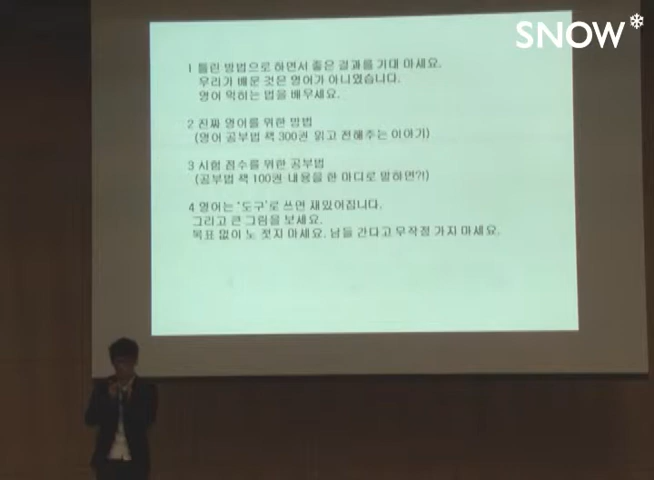 SNOW
1 틀린 방법으로 하면서 좋은 결과를 기대 마세요.
우리가 배운 것은 영어가 아니였습니다.
영어 익히는 법을 배우세요.
2 진짜 영어를 위한 방법
(영어 공부법 책 300권 읽고 전해주는 이야기)
3 시험 점수를 위한 공부법
(공부법 책 100권 내용을 한 마디로 말하면?!)
4 영어는 '도구'로 쓰면 재있어집니다.
그리고 큰 그림을 보세요.
목표 없이 노 젓지 마세요. 남들 간다고 무작정 가지 마세요.